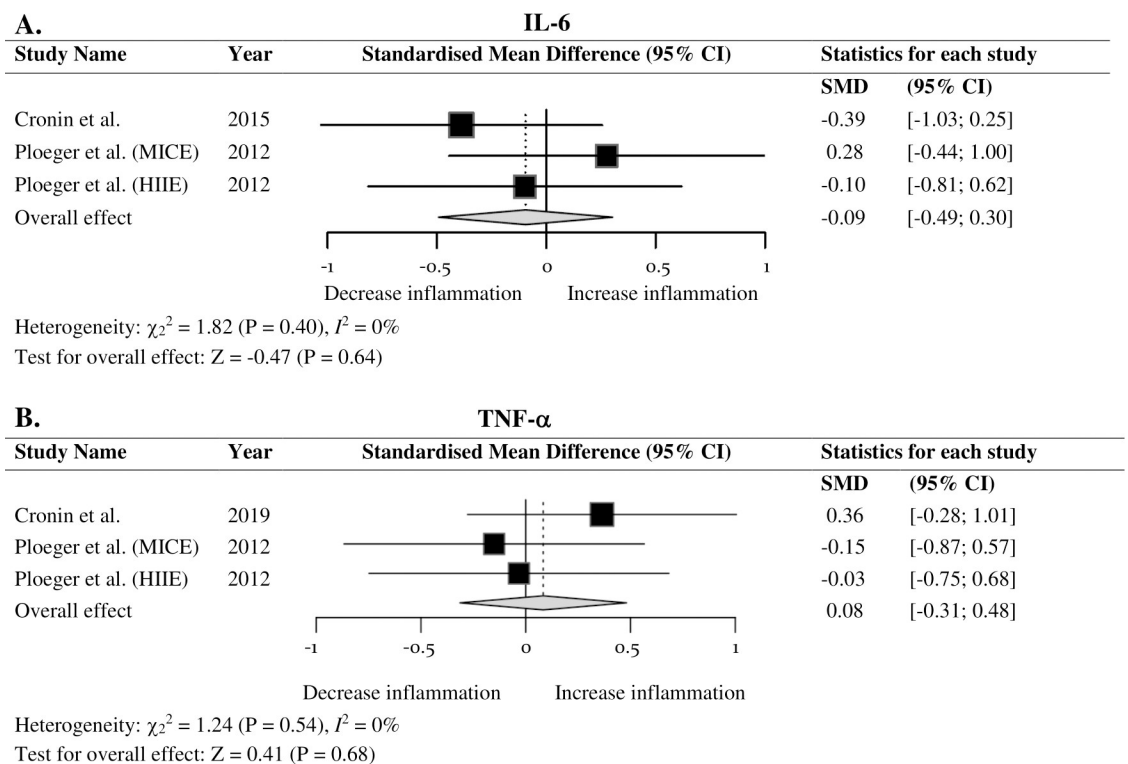 A.
IL-6
Study Name Year Standardised Mean Difference (95% CI) Statistics for each study
SMD (95% CI)
Cronin et al. 2015 -0.39 [-1.03; 0.25]
Ploeger et al. (MICE) 2012 0.28 [-0.44; 1.00]
Ploeger et al. (HIIE) 2012 -0.10 [-0.81; 0.62]
Overall effect -0.09 [-0.49; 0.30]
-1 -0.5 0 0.5 1
Decrease inflammation Increase inflammation
Heterogeneity: χ₂² = 1.82 (P = 0.40), I² = 0%
Test for overall effect: Z = -0.47 (P = 0.64)
B.
TNF-α
Study Name Year Standardised Mean Difference (95% CI) Statistics for each study
SMD (95% CI)
Cronin et al. 2019 0.36 [-0.28; 1.01]
Ploeger et al. (MICE) 2012 -0.15 [-0.87; 0.57]
Ploeger et al. (HIIE) 2012 -0.03 [-0.75; 0.68]
Overall effect 0.08 [-0.31; 0.48]
-1 -0.5 0 0.5 1
Decrease inflammation Increase inflammation
Heterogeneity: χ₂² = 1.24 (P = 0.54), I² = 0%
Test for overall effect: Z = 0.41 (P = 0.68)